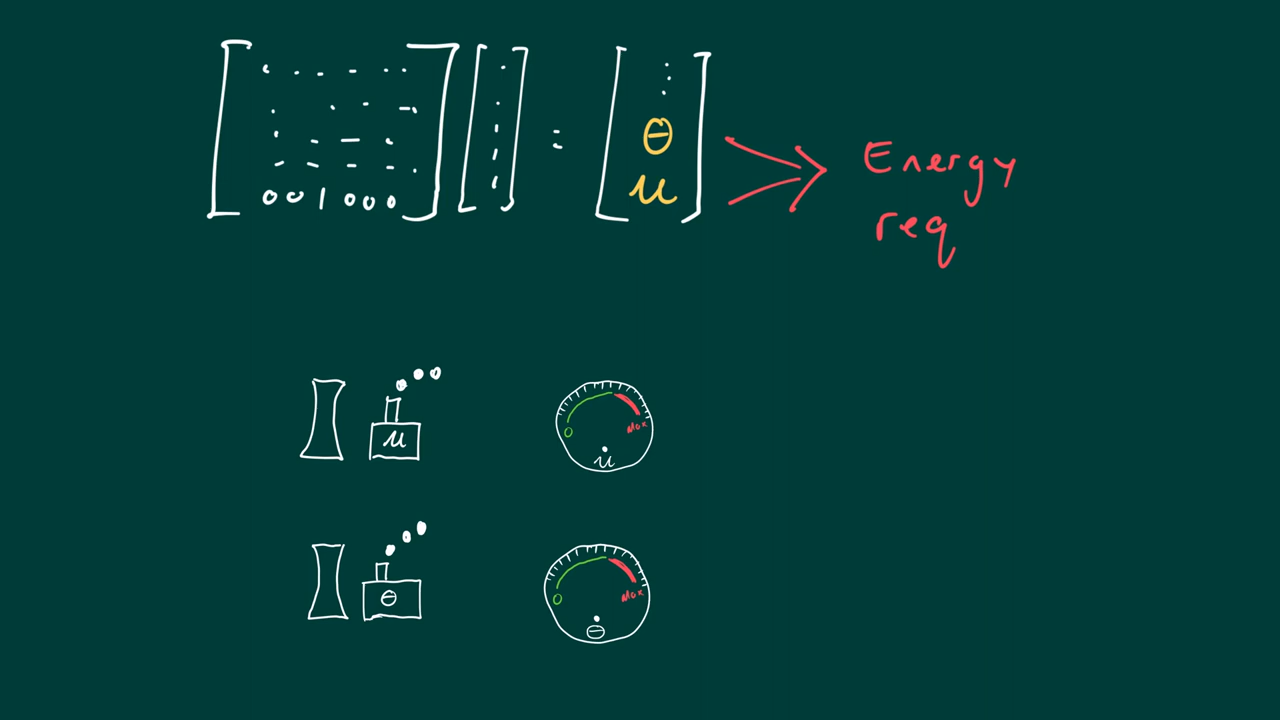 [ ] [ ] = [ ⋮ θ u ]
0 0 1 0 0 0
Energy
req
u
0 Max
u
θ
0 Max
θ